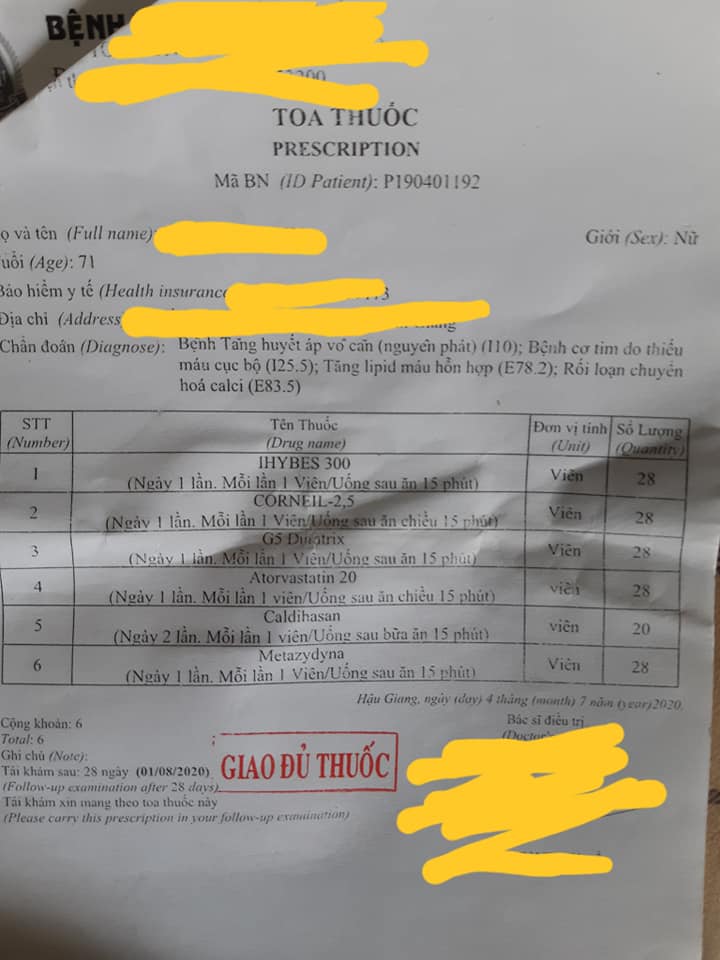 BỆNH
TOA THUỐC
PRESCRIPTION
Mã BN (ID Patient): P190401192
ọ và tên (Full name)
Giới (Sex): Nữ
uổi (Age): 71
Bảo hiểm y tế (Health insurance
Địa chỉ (Address
Chẩn đoán (Diagnose): Bệnh Tăng huyết áp vô căn (nguyên phát) (I10); Bệnh cơ tim do thiếu
máu cục bộ (I25.5); Tăng lipid máu hỗn hợp (E78.2); Rối loạn chuyển
hoá calci (E83.5)
STT Tên Thuốc Đơn vị tính Số Lượng
(Number) (Drug name) (Unit) (Quantity)
1 IHYBES 300 Viên 28
(Ngày 1 lần. Mỗi lần 1 Viên/Uống sau ăn 15 phút)
2 CORNEIL-2,5 Viên 28
(Ngày 1 lần. Mỗi lần 1 Viên/Uống sau ăn chiều 15 phút)
3 G5 Duratrix Viên 28
(Ngày 1 lần. Mỗi lần 1 Viên/Uống sau ăn 15 phút)
4 Atorvastatin 20 viên 28
(Ngày 1 lần. Mỗi lần 1 viên/Uống sau ăn chiều 15 phút)
5 Caldihasan viên 20
(Ngày 2 lần. Mỗi lần 1 viên/Uống sau bữa ăn 15 phút)
6 Metazydyna Viên 28
(Ngày 1 lần. Mỗi lần 1 Viên/Uống sau ăn 15 phút)
Hậu Giang, ngày (day) 4 tháng (month) 7 năm (year)2020.
Cộng khoản: 6
Bác sĩ điều trị
Total: 6
(Doctor
Ghi chú (Note):
Tái khám sau: 28 ngày (01/08/2020)
GIAO ĐỦ THUỐC
(Follow-up examination after 28 days)
Tái khám xin mang theo toa thuốc này
(Please carry this prescription in your follow-up examination)